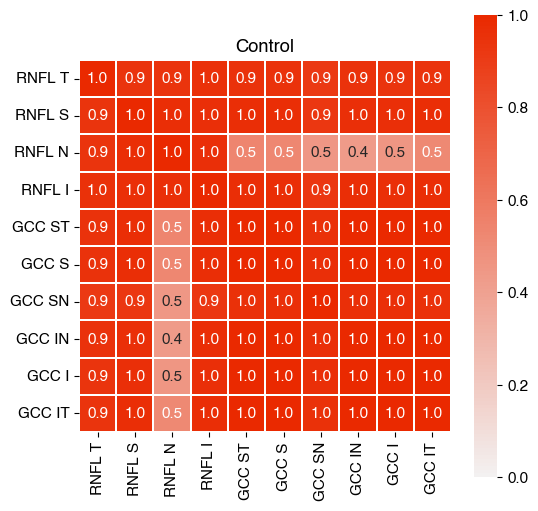 Control
RNFL T 1.0 0.9 0.9 1.0 0.9 0.9 0.9 0.9 0.9 0.9
RNFL S 0.9 1.0 1.0 1.0 1.0 1.0 0.9 1.0 1.0 1.0
RNFL N 0.9 1.0 1.0 1.0 0.5 0.5 0.5 0.4 0.5 0.5
RNFL I 1.0 1.0 1.0 1.0 1.0 1.0 0.9 1.0 1.0 1.0
GCC ST 0.9 1.0 0.5 1.0 1.0 1.0 1.0 1.0 1.0 1.0
GCC S 0.9 1.0 0.5 1.0 1.0 1.0 1.0 1.0 1.0 1.0
GCC SN 0.9 0.9 0.5 0.9 1.0 1.0 1.0 1.0 1.0 1.0
GCC IN 0.9 1.0 0.4 1.0 1.0 1.0 1.0 1.0 1.0 1.0
GCC I 0.9 1.0 0.5 1.0 1.0 1.0 1.0 1.0 1.0 1.0
GCC IT 0.9 1.0 0.5 1.0 1.0 1.0 1.0 1.0 1.0 1.0
RNFL T RNFL S RNFL N RNFL I GCC ST GCC S GCC SN GCC IN GCC I GCC IT
1.0
0.8
0.6
0.4
0.2
0.0